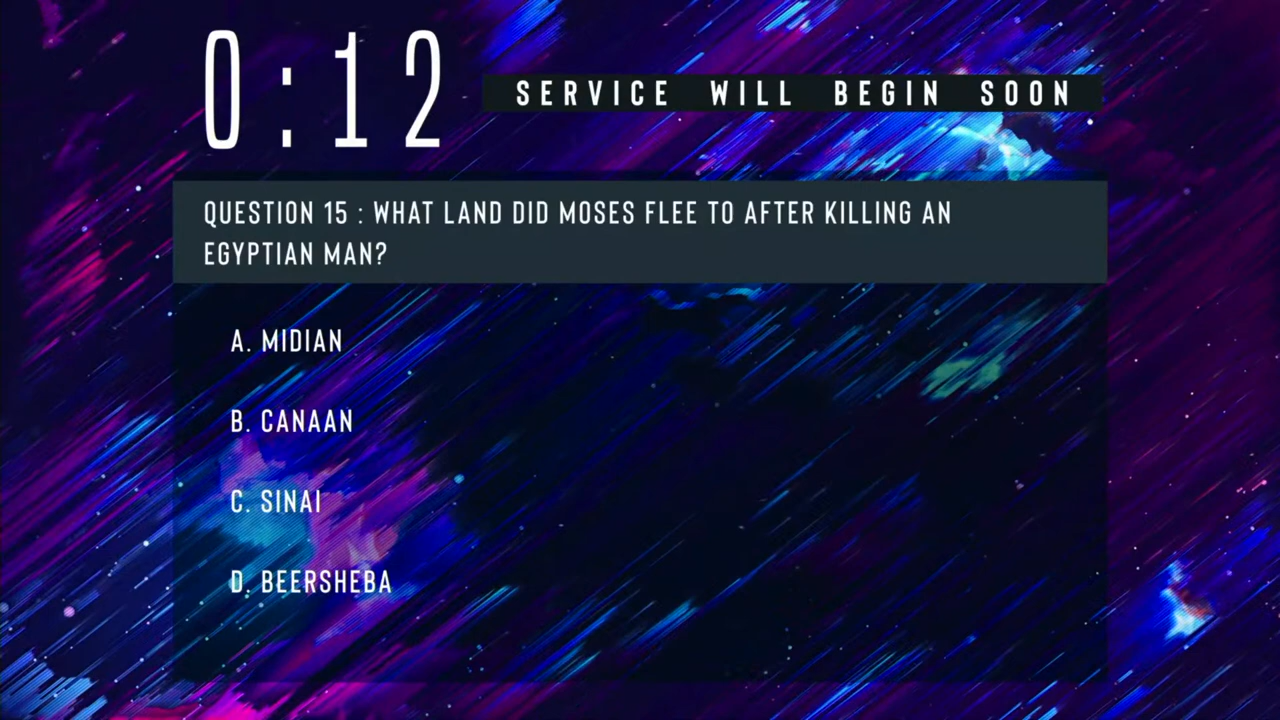 0:12
SERVICE WILL BEGIN SOON
QUESTION 15 : WHAT LAND DID MOSES FLEE TO AFTER KILLING AN
EGYPTIAN MAN?
A. MIDIAN
B. CANAAN
C. SINAI
D. BEERSHEBA